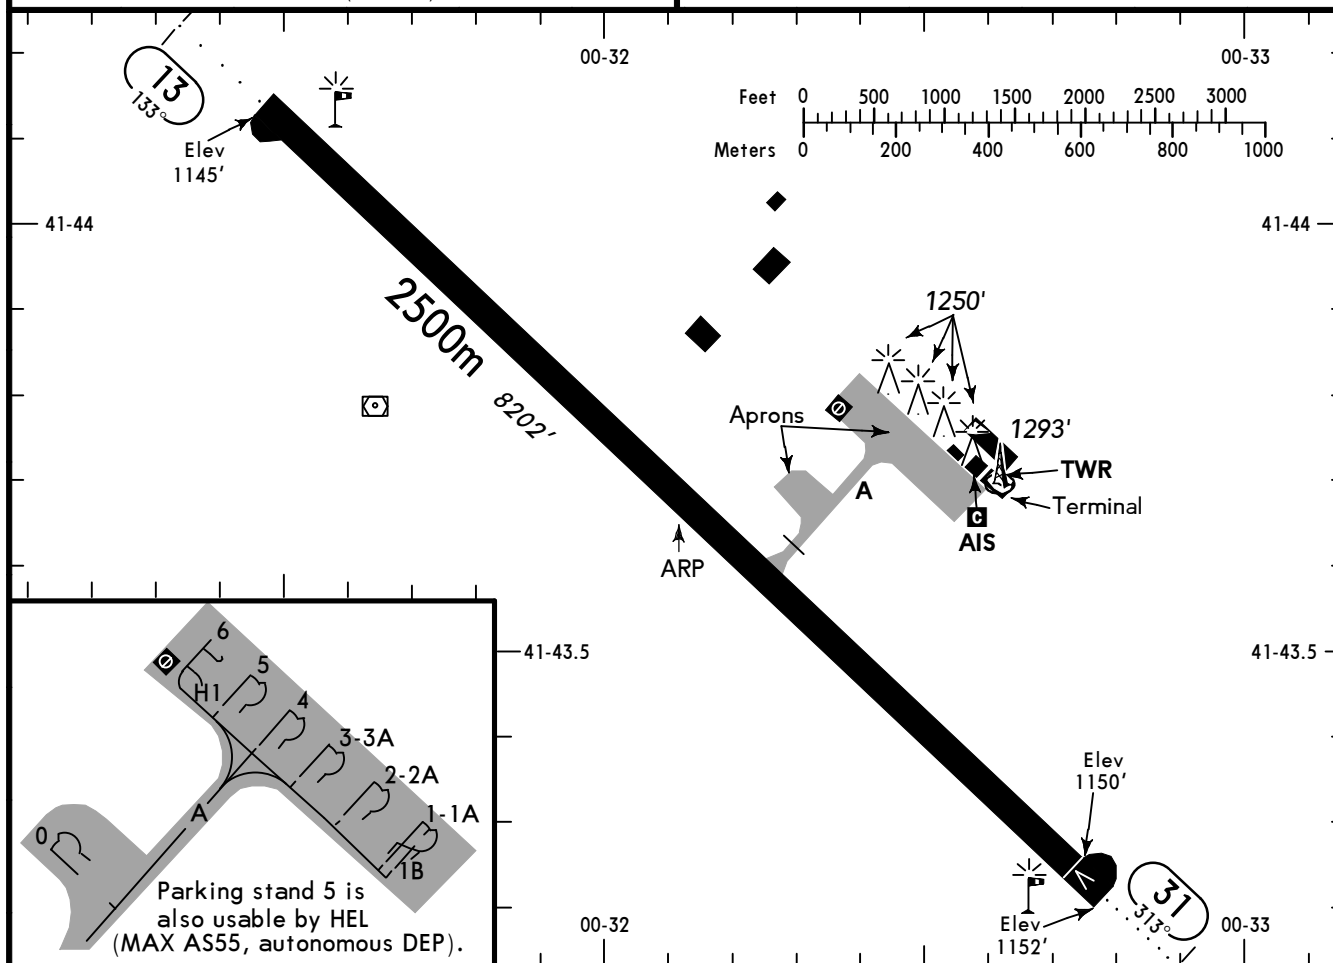 00-32
00-33
13
133°
Feet 0 500 1000 1500 2000 2500 3000
Meters 0 200 400 600 800 1000
Elev
1145'
41-44
41-44
2500m
8202'
1250'
Aprons
1293'
TWR
A
Terminal
C
AIS
ARP
41-43.5
41-43.5
6
5
H1
4
3-3A
2-2A
A
1-1A
0
1B
Parking stand 5 is
also usable by HEL
(MAX AS55, autonomous DEP).
Elev
1150'
31
313°
Elev
1152'
00-32
00-33